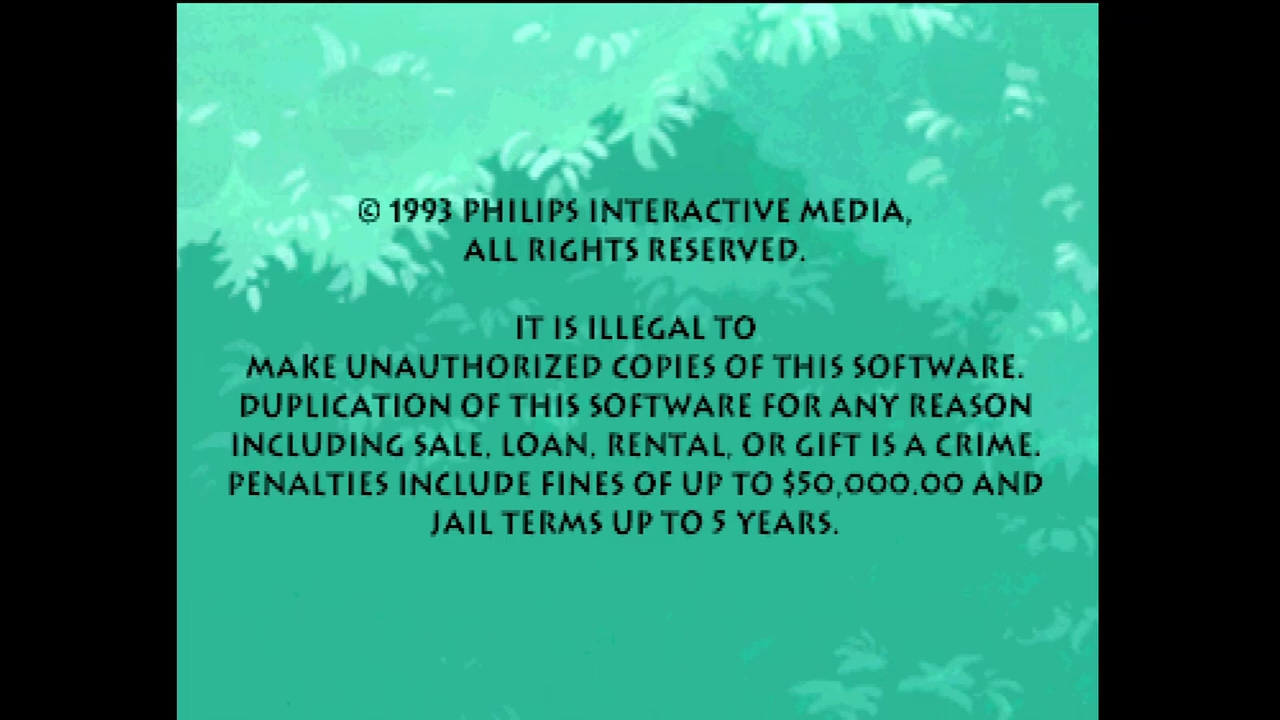 © 1993 PHILIPS INTERACTIVE MEDIA,
ALL RIGHTS RESERVED.
IT IS ILLEGAL TO
MAKE UNAUTHORIZED COPIES OF THIS SOFTWARE.
DUPLICATION OF THIS SOFTWARE FOR ANY REASON
INCLUDING SALE, LOAN, RENTAL, OR GIFT IS A CRIME.
PENALTIES INCLUDE FINES OF UP TO $50,000.00 AND
JAIL TERMS UP TO 5 YEARS.